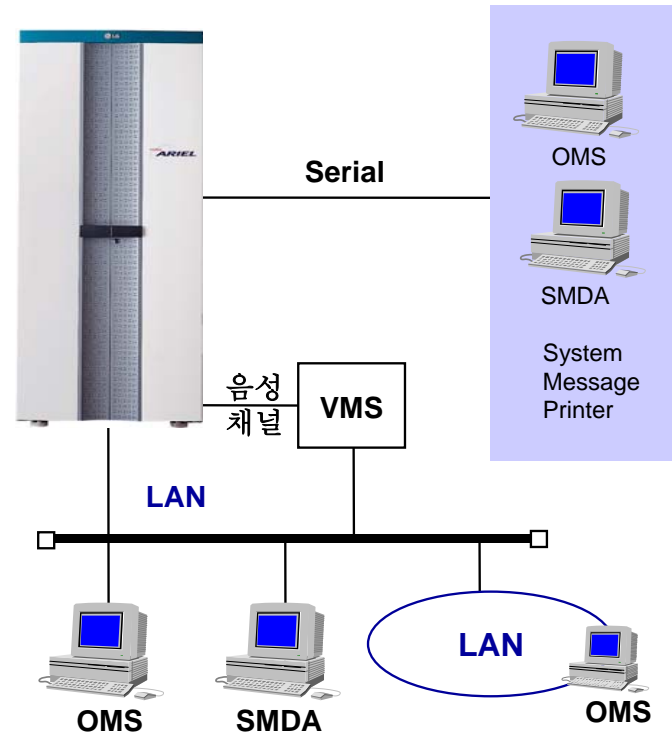 LG
ARIEL
Serial
OMS
SMDA
System
Message
Printer
음성
채널
VMS
LAN
OMS
SMDA
LAN
OMS